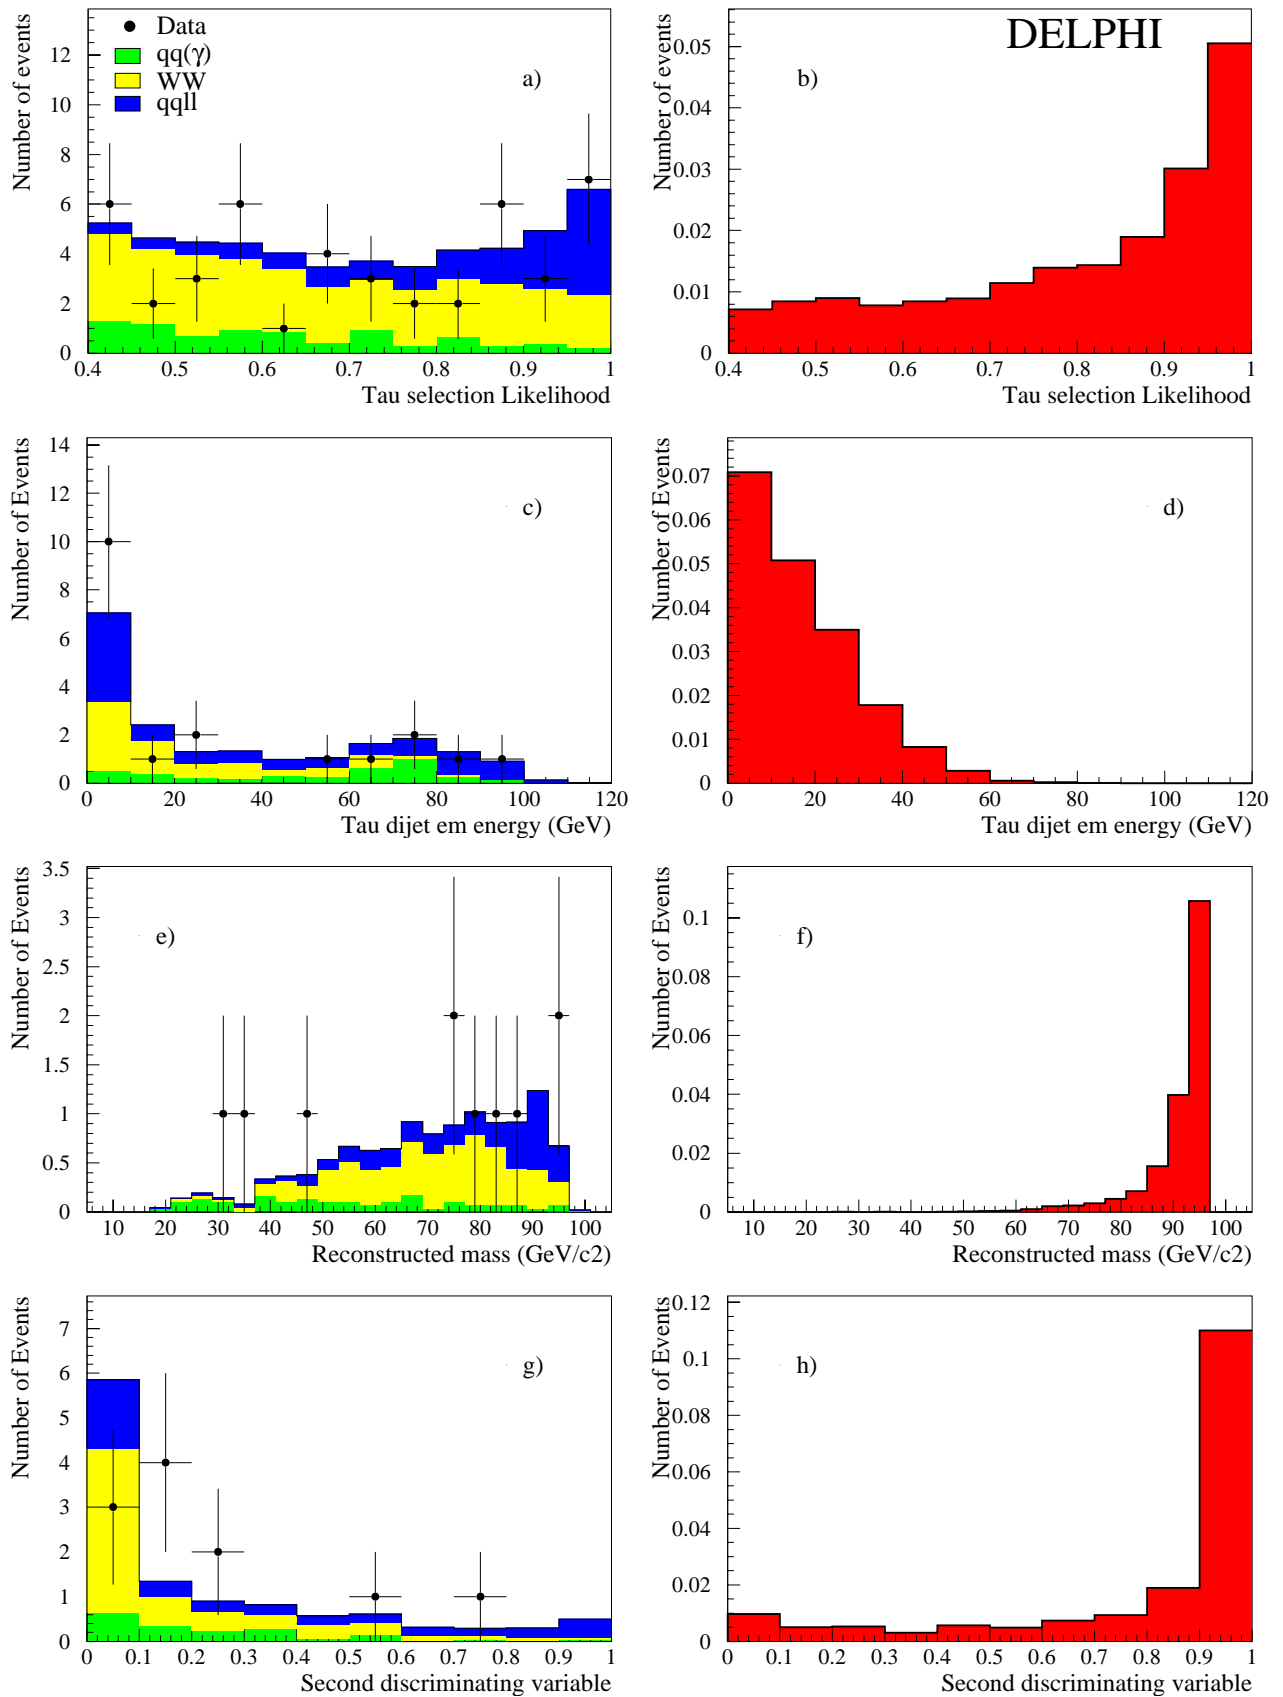 Number of events
12
10
8
6
4
2
0
Data
qq(γ)
WW
qqll
a)
0.4 0.5 0.6 0.7 0.8 0.9 1
Tau selection Likelihood
Number of events
0.05
0.04
0.03
0.02
0.01
0
b)
DELPHI
0.4 0.5 0.6 0.7 0.8 0.9 1
Tau selection Likelihood
Number of Events
14
12
10
8
6
4
2
0
c)
0 20 40 60 80 100 120
Tau dijet em energy (GeV)
Number of Events
0.07
0.06
0.05
0.04
0.03
0.02
0.01
0
d)
0 20 40 60 80 100 120
Tau dijet em energy (GeV)
Number of Events
3.5
3
2.5
2
1.5
1
0.5
0
e)
10 20 30 40 50 60 70 80 90 100
Reconstructed mass (GeV/c2)
Number of Events
0.1
0.08
0.06
0.04
0.02
0
f)
10 20 30 40 50 60 70 80 90 100
Reconstructed mass (GeV/c2)
Number of Events
7
6
5
4
3
2
1
0
g)
0 0.1 0.2 0.3 0.4 0.5 0.6 0.7 0.8 0.9 1
Second discriminating variable
Number of Events
0.12
0.1
0.08
0.06
0.04
0.02
0
h)
0 0.1 0.2 0.3 0.4 0.5 0.6 0.7 0.8 0.9 1
Second discriminating variable